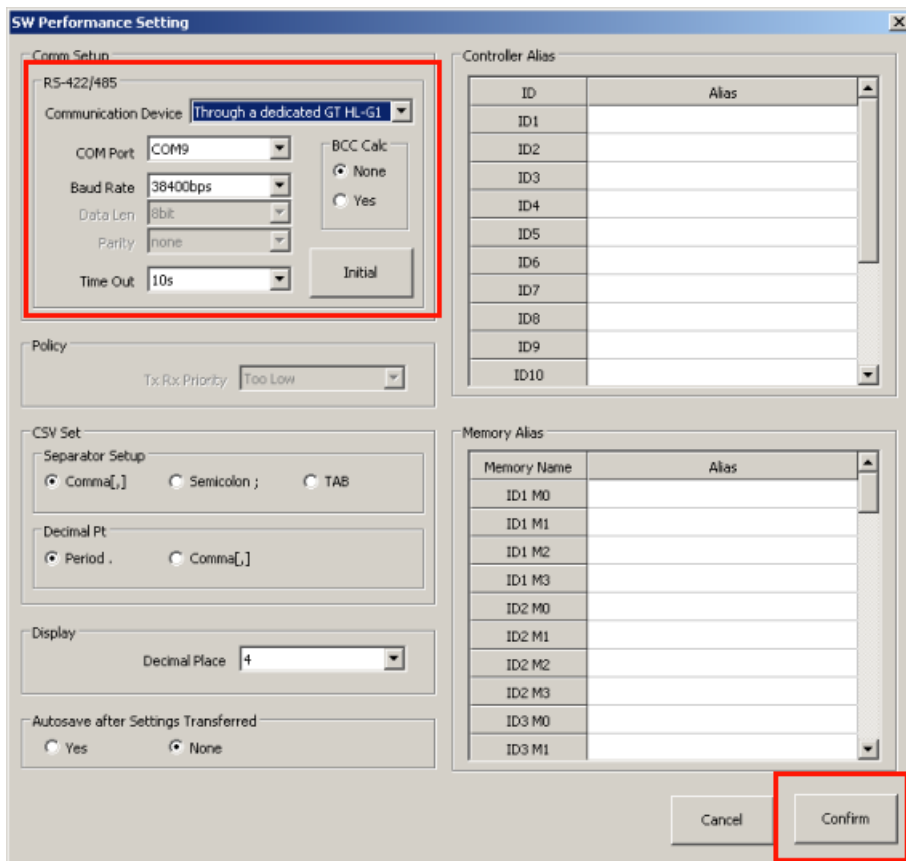 SW Performance Setting
Comm Setup
RS-422/485
Communication Device Through a dedicated GT HL-G1
COM Port COM9
Baud Rate 38400bps
Data Len 8bit
Parity none
Time Out 10s
BCC Calc
None
Yes
Initial
Policy
Tx Rx Priority Too Low
CSV Set
Separator Setup
Comma[,] Semicolon ; TAB
Decimal Pt
Period . Comma[,]
Display
Decimal Place 4
Autosave after Settings Transferred
Yes None
Controller Alias
ID Alias
ID1
ID2
ID3
ID4
ID5
ID6
ID7
ID8
ID9
ID10
Memory Alias
Memory Name Alias
ID1 M0
ID1 M1
ID1 M2
ID1 M3
ID2 M0
ID2 M1
ID2 M2
ID2 M3
ID3 M0
ID3 M1
Cancel Confirm